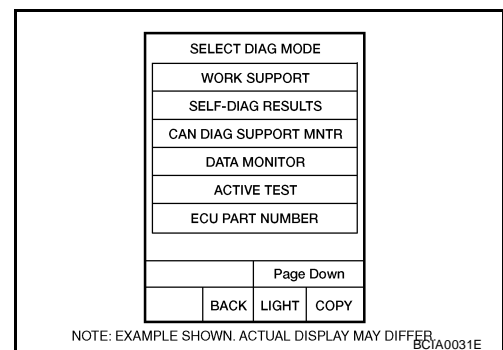 SELECT DIAG MODE
WORK SUPPORT
SELF-DIAG RESULTS
CAN DIAG SUPPORT MNTR
DATA MONITOR
ACTIVE TEST
ECU PART NUMBER
Page Down
BACK LIGHT COPY
NOTE: EXAMPLE SHOWN. ACTUAL DISPLAY MAY DIFFER.
BCIA0031E